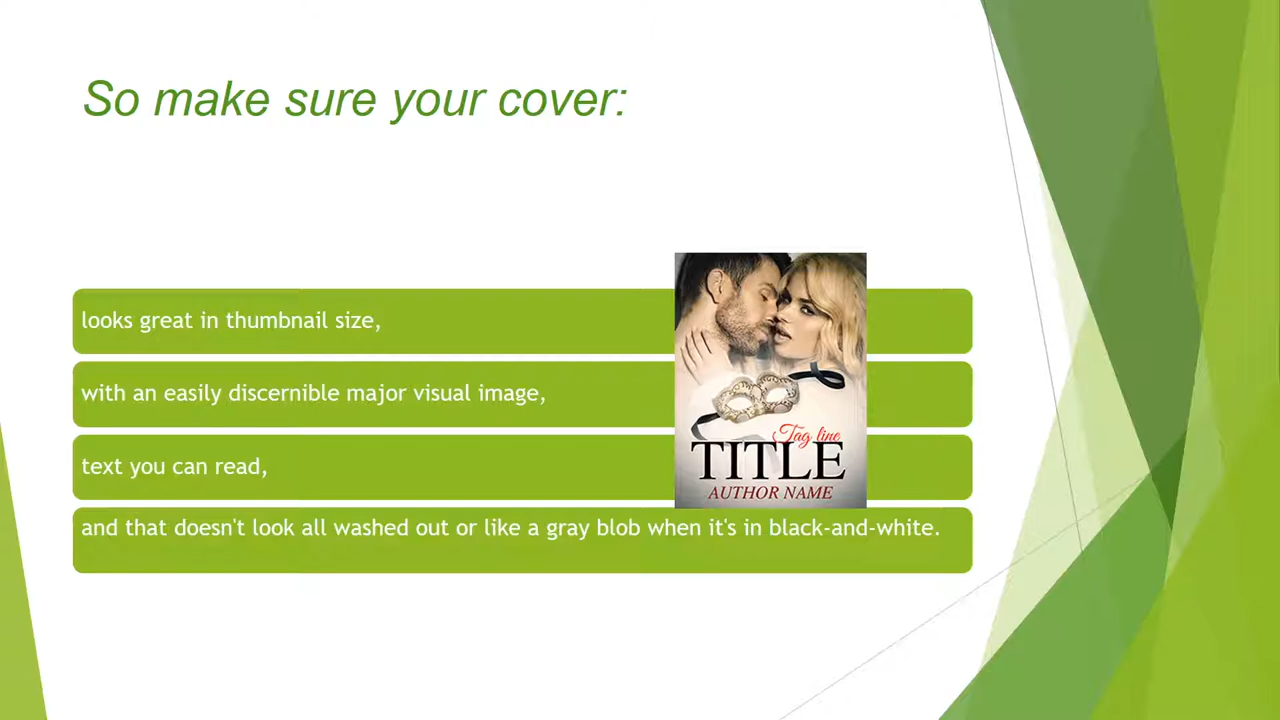 So make sure your cover:
looks great in thumbnail size,
with an easily discernible major visual image,
text you can read,
Tag line
TITLE
AUTHOR NAME
and that doesn't look all washed out or like a gray blob when it's in black-and-white.